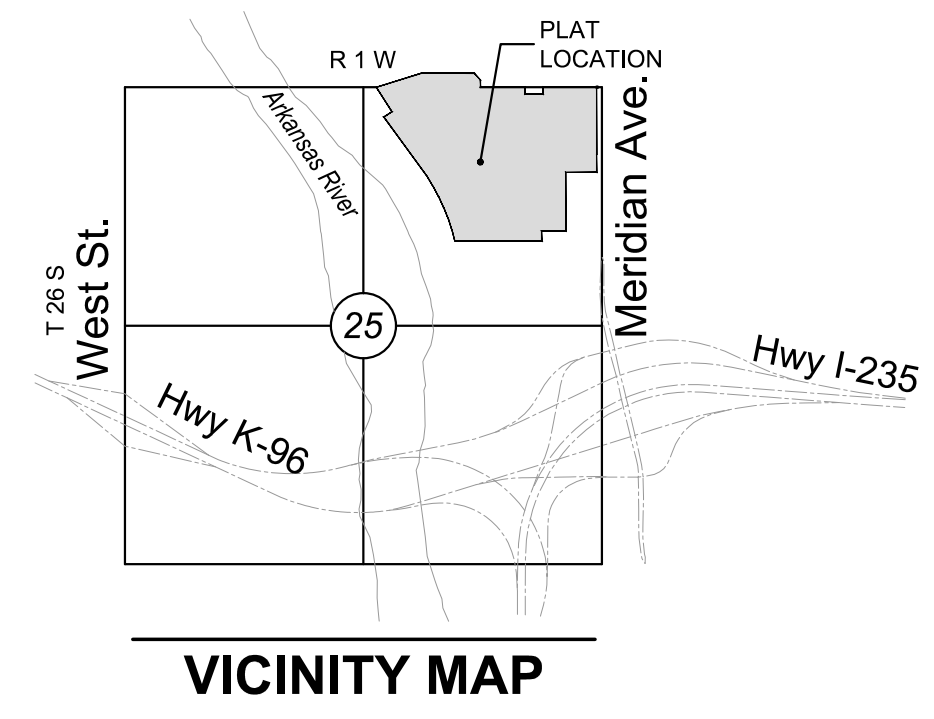 PLAT
LOCATION
R 1 W
Arkansas River
Meridian Ave.
T 26 S
West St.
25
Hwy I-235
Hwy K-96
VICINITY MAP